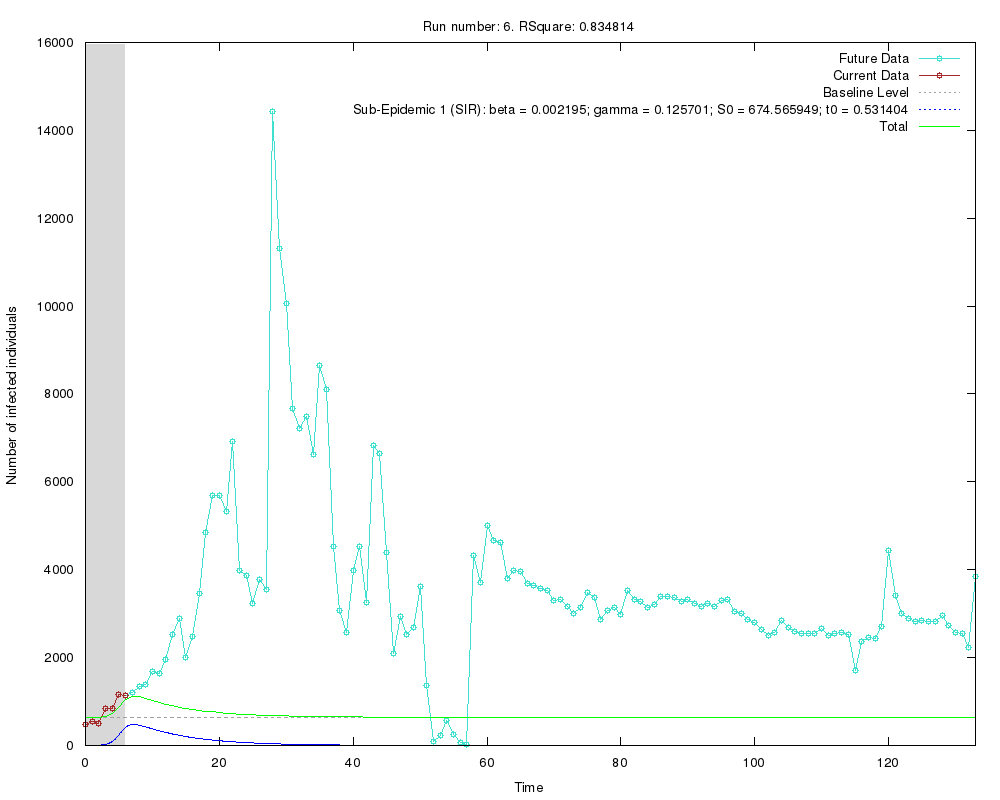 Run number: 6. RSquare: 0.834814
Number of infected individuals
16000
14000
12000
10000
8000
6000
4000
2000
0
Future Data
Current Data
Baseline Level
Sub-Epidemic 1 (SIR): beta = 0.002195; gamma = 0.125701; S0 = 674.565949; t0 = 0.531404
Total
0 20 40 60 80 100 120
Time